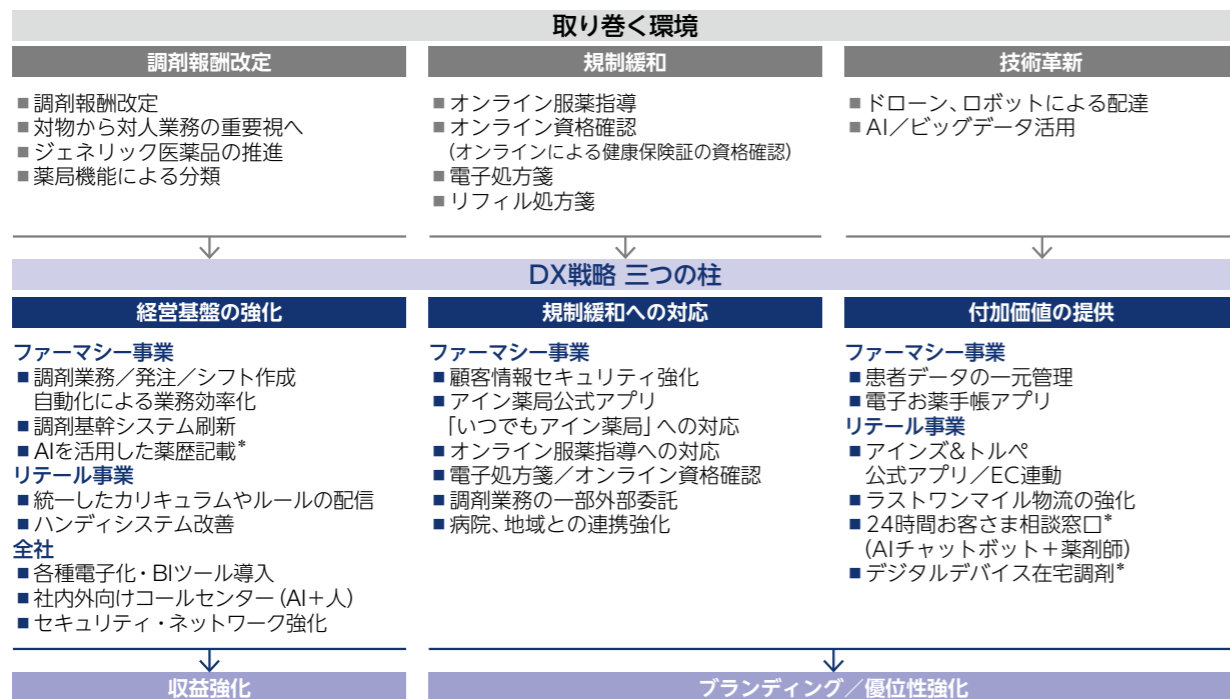 取り巻く環境
調剤報酬改定
■調剤報酬改定
■対物から対人業務の重要視へ
■ジェネリック医薬品の推進
■薬局機能による分類
規制緩和
■オンライン服薬指導
■オンライン資格確認
(オンラインによる健康保険証の資格確認)
■電子処方箋
■リフィル処方箋
技術革新
■ドローン、ロボットによる配達
■AI／ビッグデータ活用
DX戦略 三つの柱
経営基盤の強化
ファーマシー事業
■調剤業務／発注／シフト作成
自動化による業務効率化
■調剤基幹システム刷新
■AIを活用した薬歴記載*
リテール事業
■統一したカリキュラムやルールの配信
■ハンディシステム改善
全社
■各種電子化・BIツール導入
■社内外向けコールセンター(AI＋人)
■セキュリティ・ネットワーク強化
規制緩和への対応
ファーマシー事業
■顧客情報セキュリティ強化
■アイン薬局公式アプリ
「いつでもアイン薬局」への対応
■オンライン服薬指導への対応
■電子処方箋／オンライン資格確認
■調剤業務の一部外部委託
■病院、地域との連携強化
付加価値の提供
ファーマシー事業
■患者データの一元管理
■電子お薬手帳アプリ
リテール事業
■アインズ&トルペ
公式アプリ／EC連動
■ラストワンマイル物流の強化
■24時間お客さま相談窓口*
(AIチャットボット＋薬剤師)
■デジタルデバイス在宅調剤*
収益強化
ブランディング／優位性強化